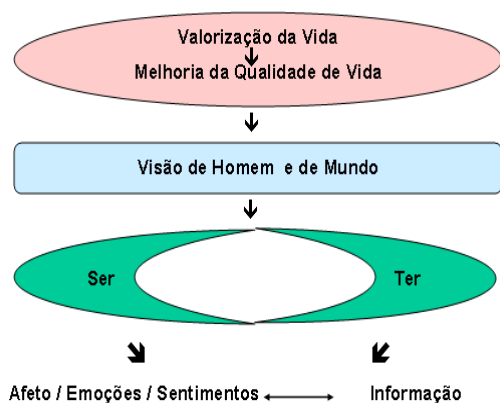 Valorização da Vida
Melhoria da Qualidade de Vida
Visão de Homem e de Mundo
Ser Ter
Afeto / Emoções / Sentimentos Informação